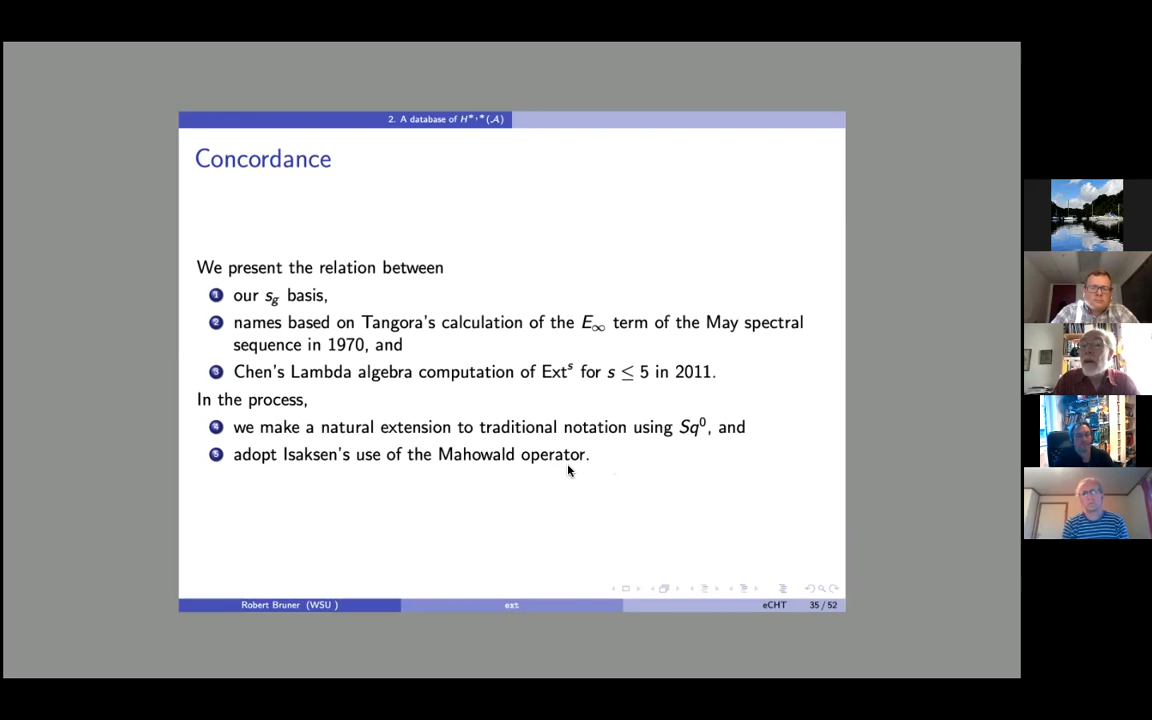 2. A database of H*,*(𝒜)
Concordance
We present the relation between
1 our s_g basis,
2 names based on Tangora's calculation of the E_∞ term of the May spectral
sequence in 1970, and
3 Chen's Lambda algebra computation of Ext^s for s ≤ 5 in 2011.
In the process,
4 we make a natural extension to traditional notation using Sq^0, and
5 adopt Isaksen's use of the Mahowald operator.
Robert Bruner (WSU ) ext eCHT 35 / 52